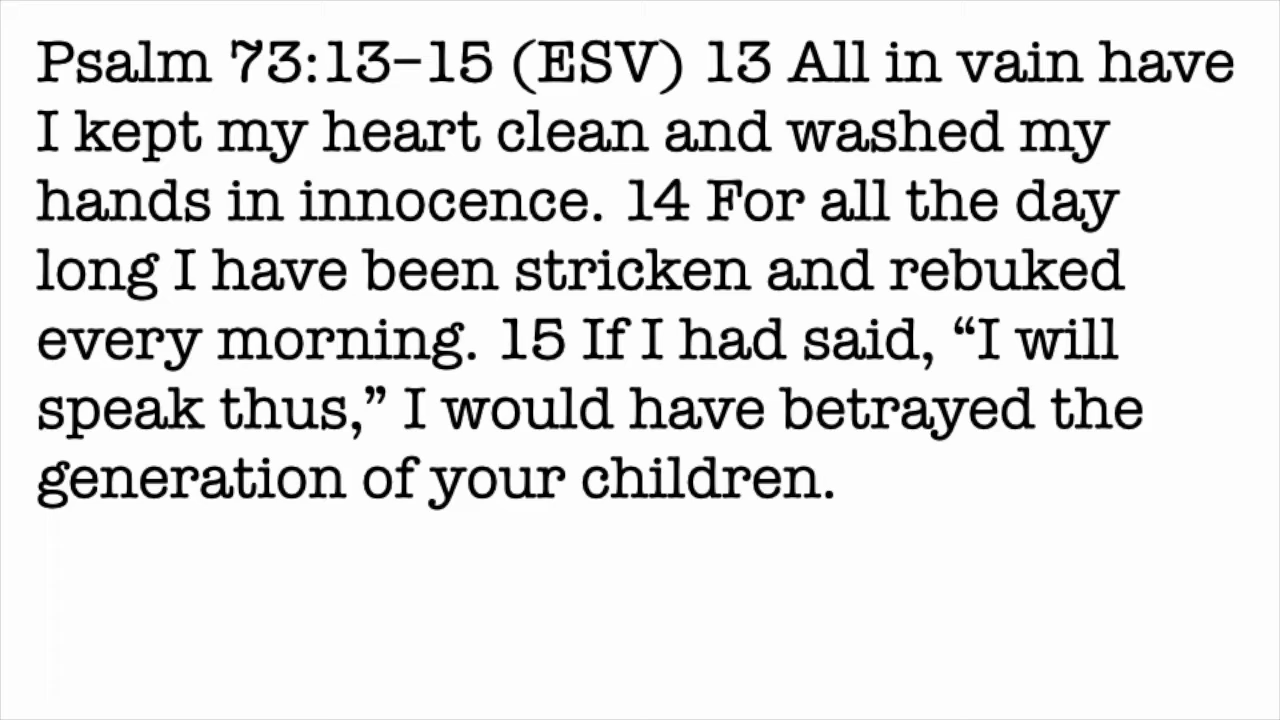 Psalm 73:13–15 (ESV) 13 All in vain have
I kept my heart clean and washed my
hands in innocence. 14 For all the day
long I have been stricken and rebuked
every morning. 15 If I had said, “I will
speak thus,” I would have betrayed the
generation of your children.